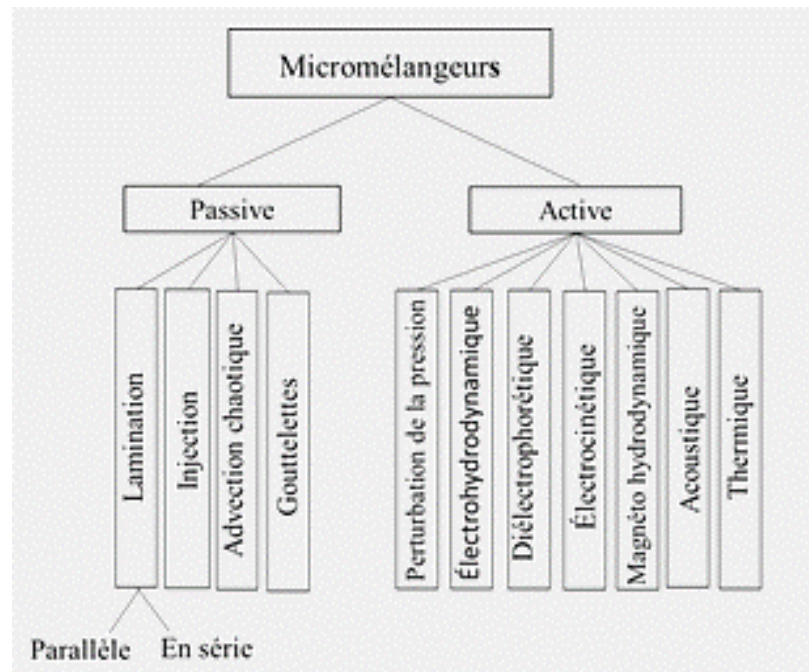 Micromélangeurs
Passive
Active
Lamination
Injection
Advection chaotique
Gouttelettes
Perturbation de la pression
Électrohydrodynamique
Diélectrophorétique
Électrocinétique
Magnéto hydrodynamique
Acoustique
Thermique
Parallèle
En série